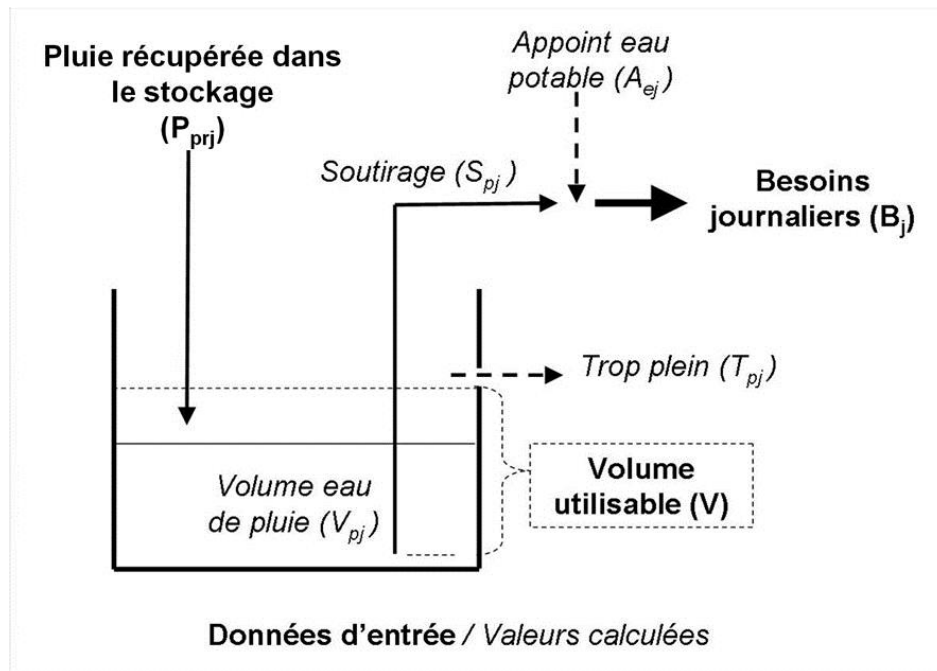 Pluie récupérée dans
le stockage
(Pprj)
Appoint eau
potable (Aej)
Soutirage (Spj)
Besoins
journaliers (Bj)
Trop plein (Tpj)
Volume eau
de pluie (Vpj)
Volume
utilisable (V)
Données d'entrée / Valeurs calculées